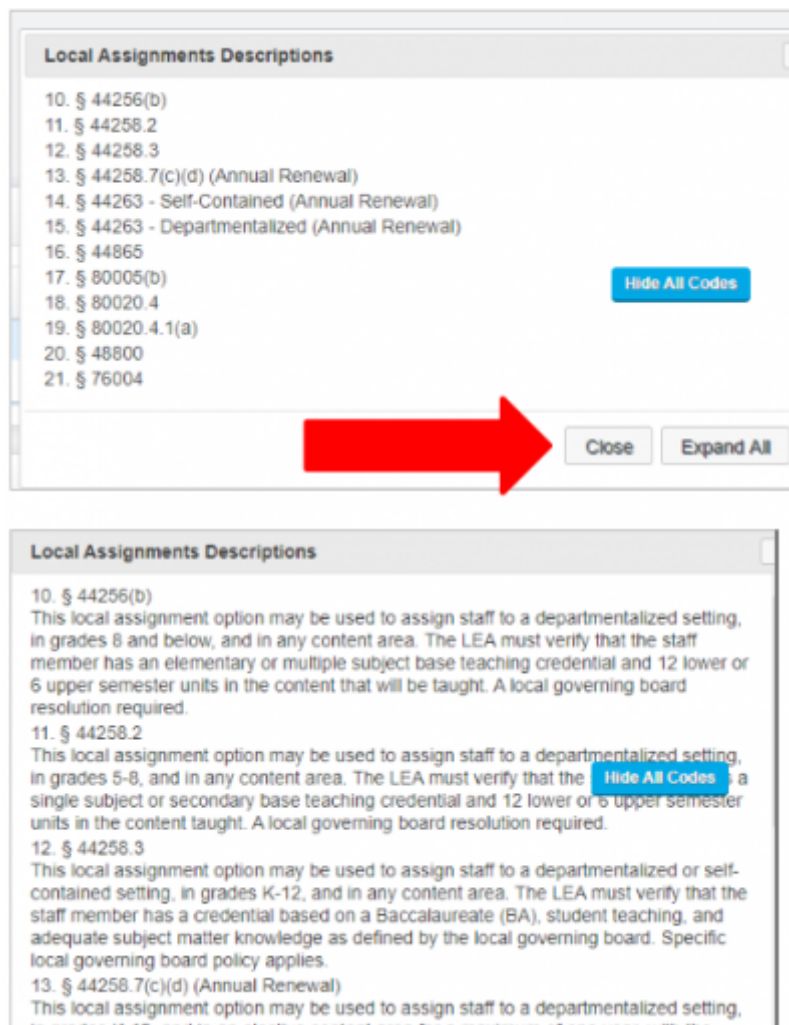 Local Assignments Descriptions
10. § 44256(b)
11. § 44258.2
12. § 44258.3
13. § 44258.7(c)(d) (Annual Renewal)
14. § 44263 - Self-Contained (Annual Renewal)
15. § 44263 - Departmentalized (Annual Renewal)
16. § 44865
17. § 80005(b)
18. § 80020.4
19. § 80020.4.1(a)
20. § 48800
21. § 76004
Hide All Codes
Close
Expand All
Local Assignments Descriptions
10. § 44256(b)
This local assignment option may be used to assign staff to a departmentalized setting,
in grades 8 and below, and in any content area. The LEA must verify that the staff
member has an elementary or multiple subject base teaching credential and 12 lower or
6 upper semester units in the content that will be taught. A local governing board
resolution required.
11. § 44258.2
This local assignment option may be used to assign staff to a departmentalized setting,
in grades 5-8, and in any content area. The LEA must verify that the Hide All Codes a
single subject or secondary base teaching credential and 12 lower or 6 upper semester
units in the content taught. A local governing board resolution required.
12. § 44258.3
This local assignment option may be used to assign staff to a departmentalized or self-
contained setting, in grades K-12, and in any content area. The LEA must verify that the
staff member has a credential based on a Baccalaureate (BA), student teaching, and
adequate subject matter knowledge as defined by the local governing board. Specific
local governing board policy applies.
13. § 44258.7(c)(d) (Annual Renewal)
This local assignment option may be used to assign staff to a departmentalized setting,